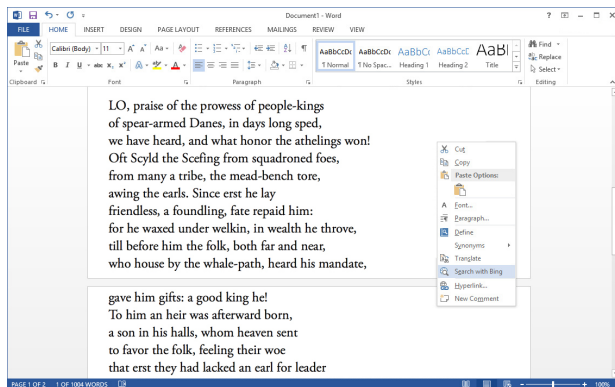 Document1 - Word
FILE HOME INSERT DESIGN PAGE LAYOUT REFERENCES MAILINGS REVIEW VIEW
Calibri (Body) 11 A A Aa
Paste
B I U abc X₂ X² A A
AaBbCcDc AaBbCcDc AaBbCc AaBbCcD AaBl
¶ Normal ¶ No Spac... Heading 1 Heading 2 Title
Find
Replace
Select
Clipboard Font Paragraph Styles Editing
LO, praise of the prowess of people-kings
of spear-armed Danes, in days long sped,
we have heard, and what honor the athelings won!
Oft Scyld the Scefing from squadroned foes,
from many a tribe, the mead-bench tore,
awing the earls. Since erst he lay
friendless, a foundling, fate repaid him:
for he waxed under welkin, in wealth he throve,
till before him the folk, both far and near,
who house by the whale-path, heard his mandate,
gave him gifts: a good king he!
To him an heir was afterward born,
a son in his halls, whom heaven sent
to favor the folk, feeling their woe
that erst they had lacked an earl for leader
Cut
Copy
Paste Options:
A Font...
Paragraph...
Define
Synonyms
Translate
Search with Bing
Hyperlink...
New Comment
PAGE 1 OF 2 1 OF 1004 WORDS 100%